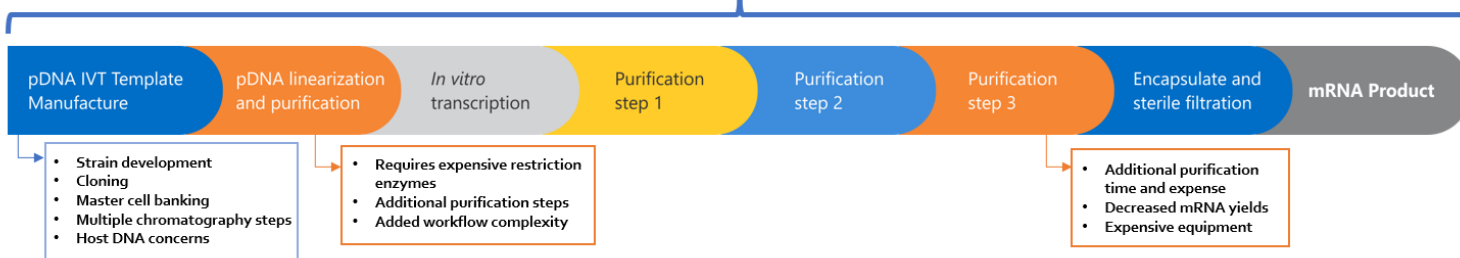 pDNA IVT Template
Manufacture
pDNA linearization
and purification
In vitro
transcription
Purification
step 1
Purification
step 2
Purification
step 3
Encapsulate and
sterile filtration
mRNA Product
• Strain development
• Cloning
• Master cell banking
• Multiple chromatography steps
• Host DNA concerns
• Requires expensive restriction
enzymes
• Additional purification steps
• Added workflow complexity
• Additional purification
time and expense
• Decreased mRNA yields
• Expensive equipment